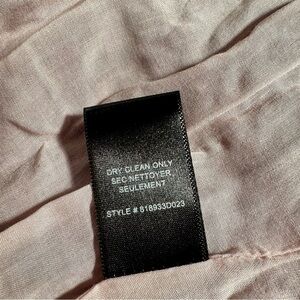 DRY CLEAN ONLY
SEC NETTOYER
SEULEMENT
STYLE # 818933D023